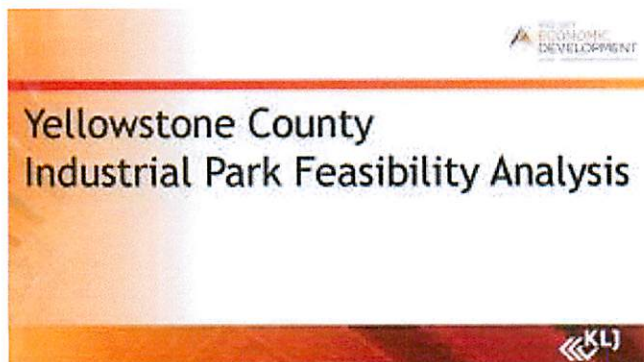 ECONOMIC
DEVELOPMENT
Yellowstone County
Industrial Park Feasibility Analysis
KLJ